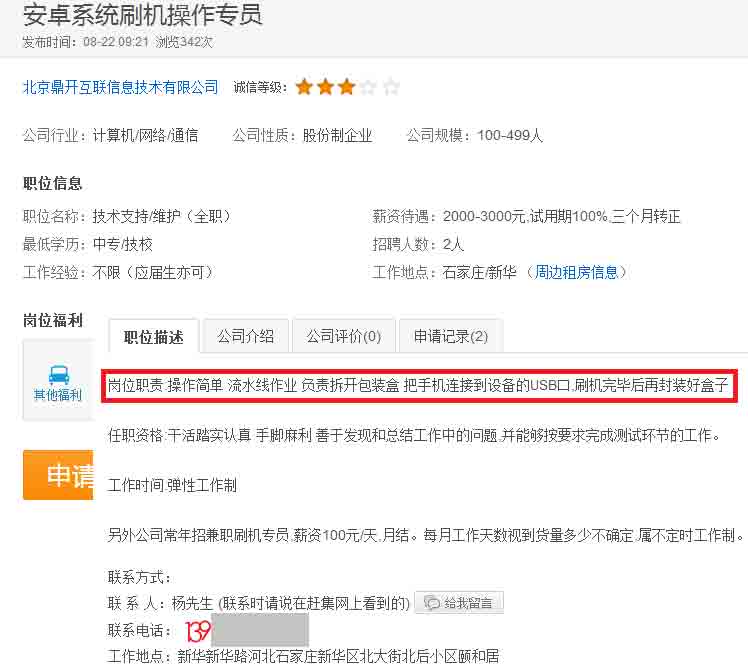 安卓系统刷机操作专员
发布时间：08-22 09:21 浏览342次
北京鼎开互联信息技术有限公司 诚信等级：
公司行业：计算机/网络/通信 公司性质：股份制企业 公司规模：100-499人
职位信息
职位名称：技术支持/维护（全职） 薪资待遇：2000-3000元,试用期100%,三个月转正
最低学历：中专/技校 招聘人数：2人
工作经验：不限（应届生亦可） 工作地点：石家庄/新华 （周边租房信息）
岗位福利
其他福利
申请
职位描述 公司介绍 公司评价(0) 申请记录(2)
岗位职责:操作简单 流水线作业 负责拆开包装盒 把手机连接到设备的USB口,刷机完毕后再封装好盒子
任职资格:干活踏实认真 手脚麻利 善于发现和总结工作中的问题,并能够按要求完成测试环节的工作。
工作时间:弹性工作制
另外公司常年招兼职刷机专员,薪资100元/天,月结。每月工作天数视到货量多少不确定,属不定时工作制。
联系方式：
联 系 人：杨先生 (联系时请说在赶集网上看到的) 给我留言
联系电话：139
工作地点：新华新华路河北石家庄新华区北大街北后小区颐和居